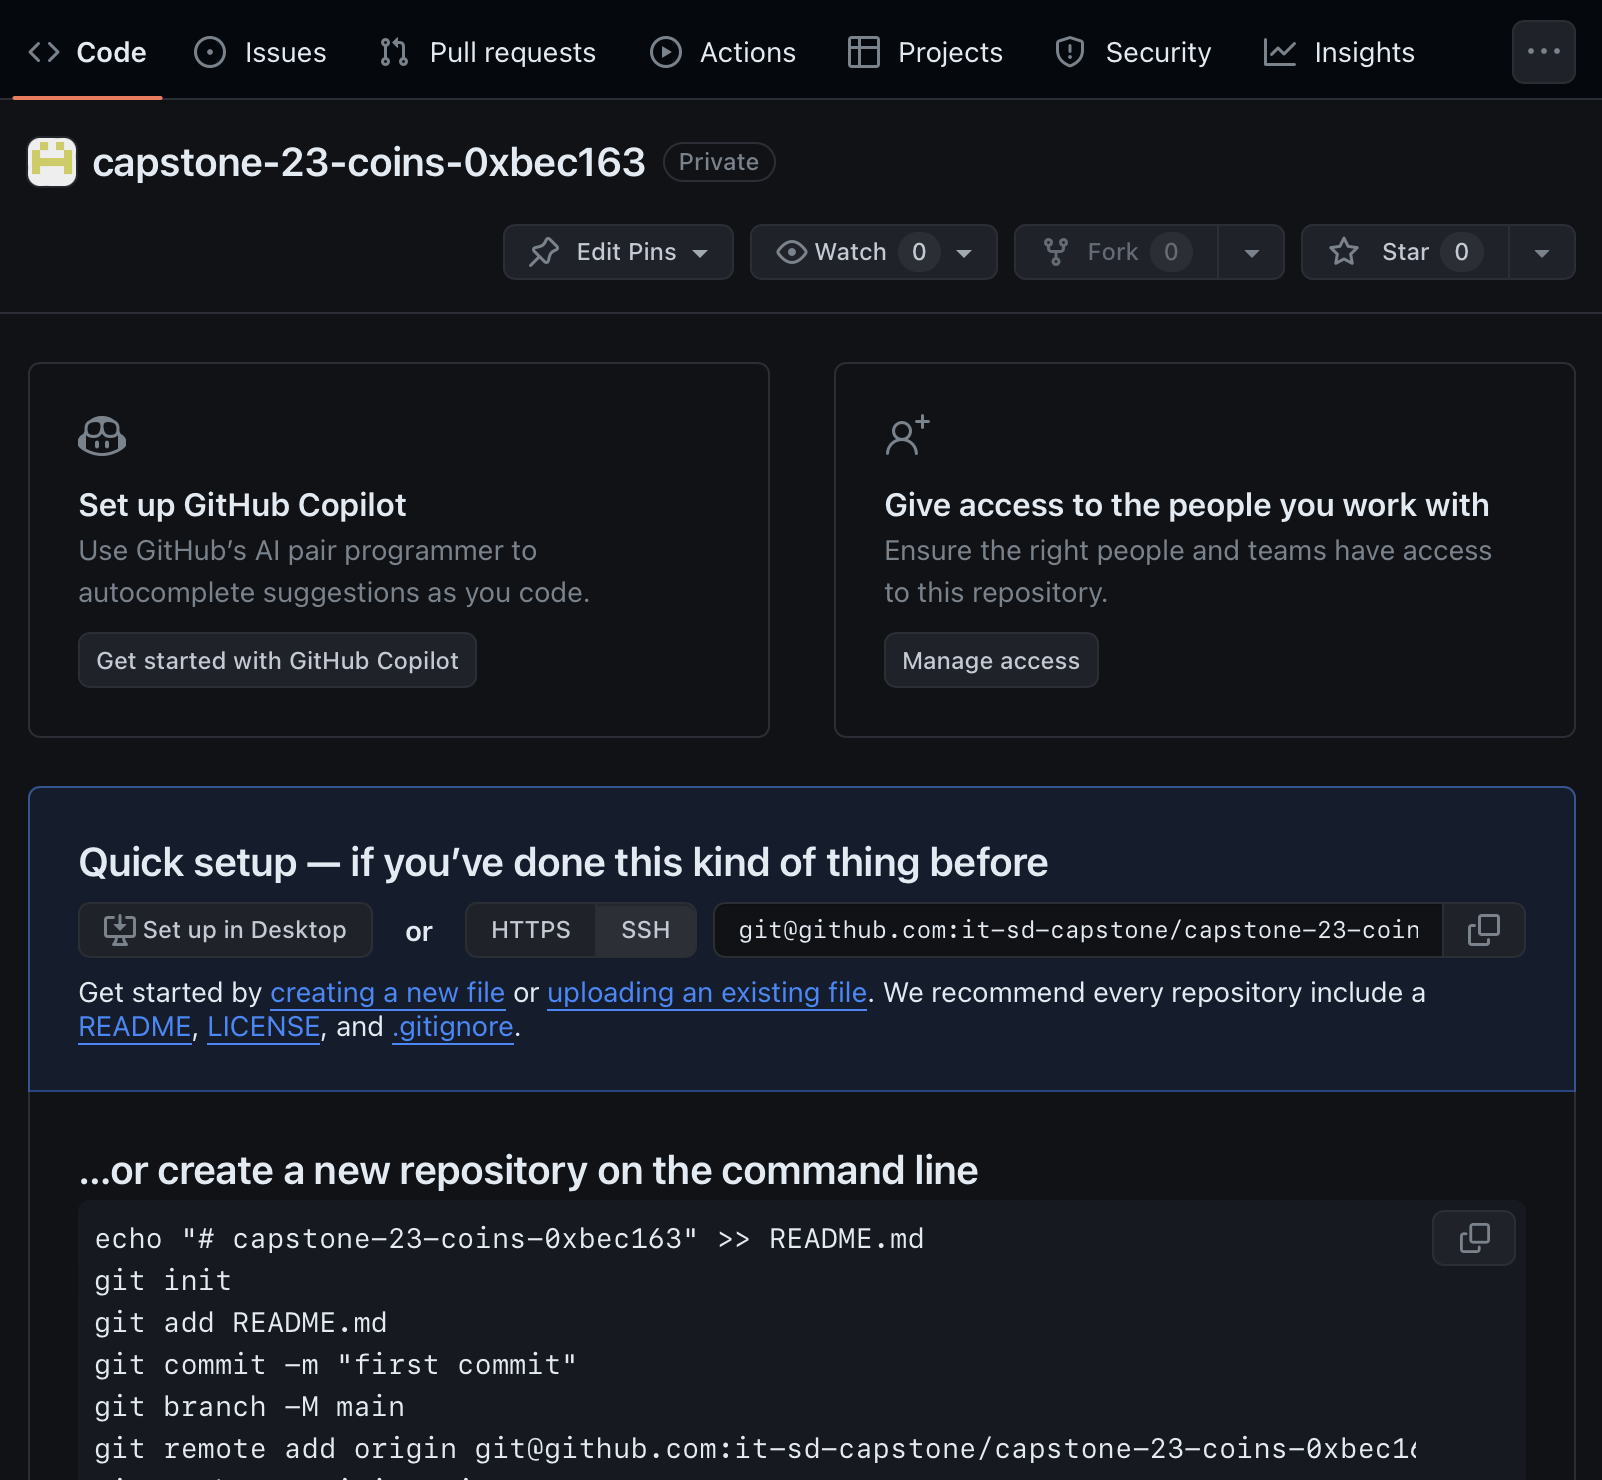 Code Issues Pull requests Actions Projects Security Insights
capstone-23-coins-0xbec163 Private
Edit Pins Watch 0 Fork 0 Star 0
Set up GitHub Copilot
Use GitHub’s AI pair programmer to
autocomplete suggestions as you code.
Get started with GitHub Copilot
Give access to the people you work with
Ensure the right people and teams have access
to this repository.
Manage access
Quick setup — if you’ve done this kind of thing before
Set up in Desktop or HTTPS SSH git@github.com:it-sd-capstone/capstone-23-coin
Get started by creating a new file or uploading an existing file. We recommend every repository include a
README, LICENSE, and .gitignore.
…or create a new repository on the command line
echo "# capstone-23-coins-0xbec163" >> README.md
git init
git add README.md
git commit -m "first commit"
git branch -M main
git remote add origin git@github.com:it-sd-capstone/capstone-23-coins-0xbec1